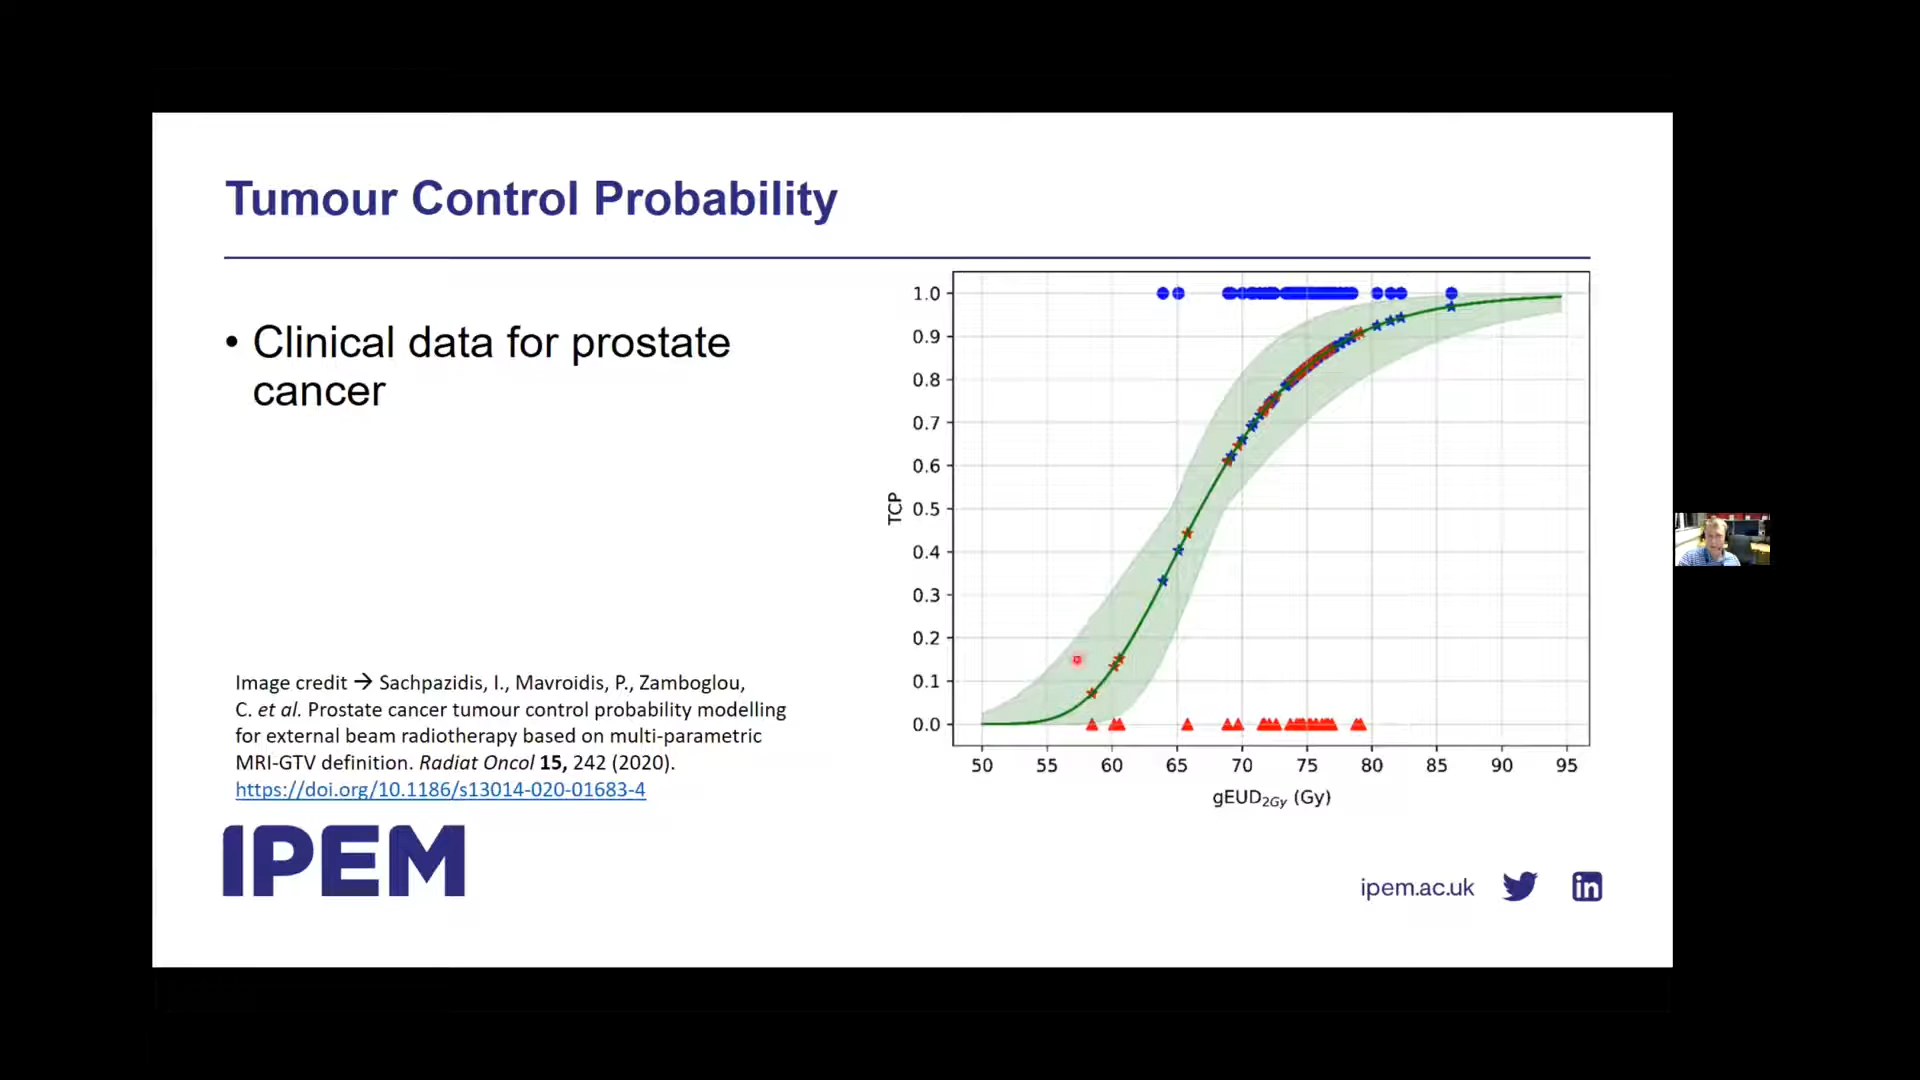 Tumour Control Probability
• Clinical data for prostate
cancer
1.0
0.9
0.8
0.7
0.6
0.5
0.4
0.3
0.2
0.1
0.0
TCP
50 55 60 65 70 75 80 85 90 95
gEUD2Gy (Gy)
Image credit → Sachpazidis, I., Mavroidis, P., Zamboglou,
C. et al. Prostate cancer tumour control probability modelling
for external beam radiotherapy based on multi-parametric
MRI-GTV definition. Radiat Oncol 15, 242 (2020).
https://doi.org/10.1186/s13014-020-01683-4
IPEM
ipem.ac.uk
in